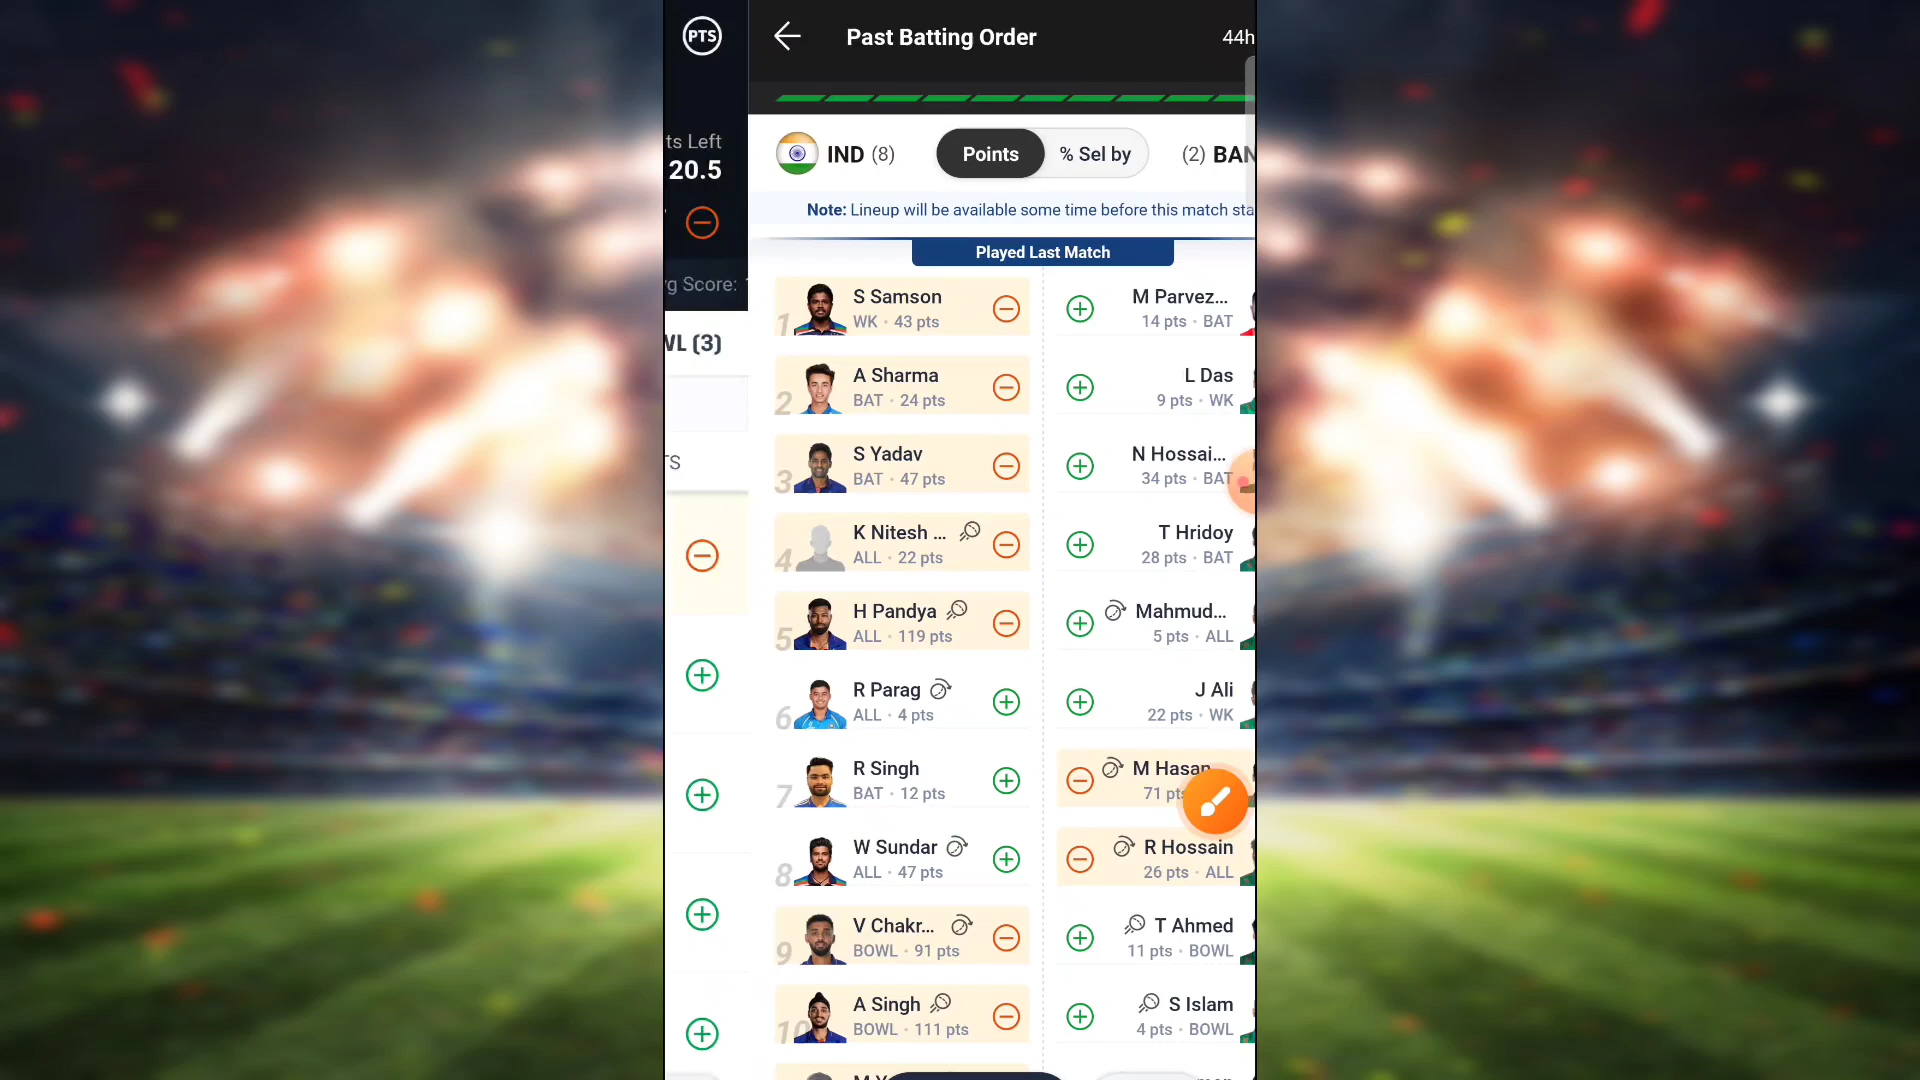 PTS
Past Batting Order
44h
ts Left
20.5
IND (8)
Points
% Sel by
(2) BAN
Note: Lineup will be available some time before this match sta
g Score:
Played Last Match
WL (3)
TS
1
S Samson
WK · 43 pts
M Parvez...
14 pts · BAT
2
A Sharma
BAT · 24 pts
L Das
9 pts · WK
3
S Yadav
BAT · 47 pts
N Hossai...
34 pts · BAT
4
K Nitesh ...
ALL · 22 pts
T Hridoy
28 pts · BAT
5
H Pandya
ALL · 119 pts
Mahmud...
5 pts · ALL
6
R Parag
ALL · 4 pts
J Ali
22 pts · WK
7
R Singh
BAT · 12 pts
M Hasan
71 pts
8
W Sundar
ALL · 47 pts
R Hossain
26 pts · ALL
9
V Chakr...
BOWL · 91 pts
T Ahmed
11 pts · BOWL
10
A Singh
BOWL · 111 pts
S Islam
4 pts · BOWL